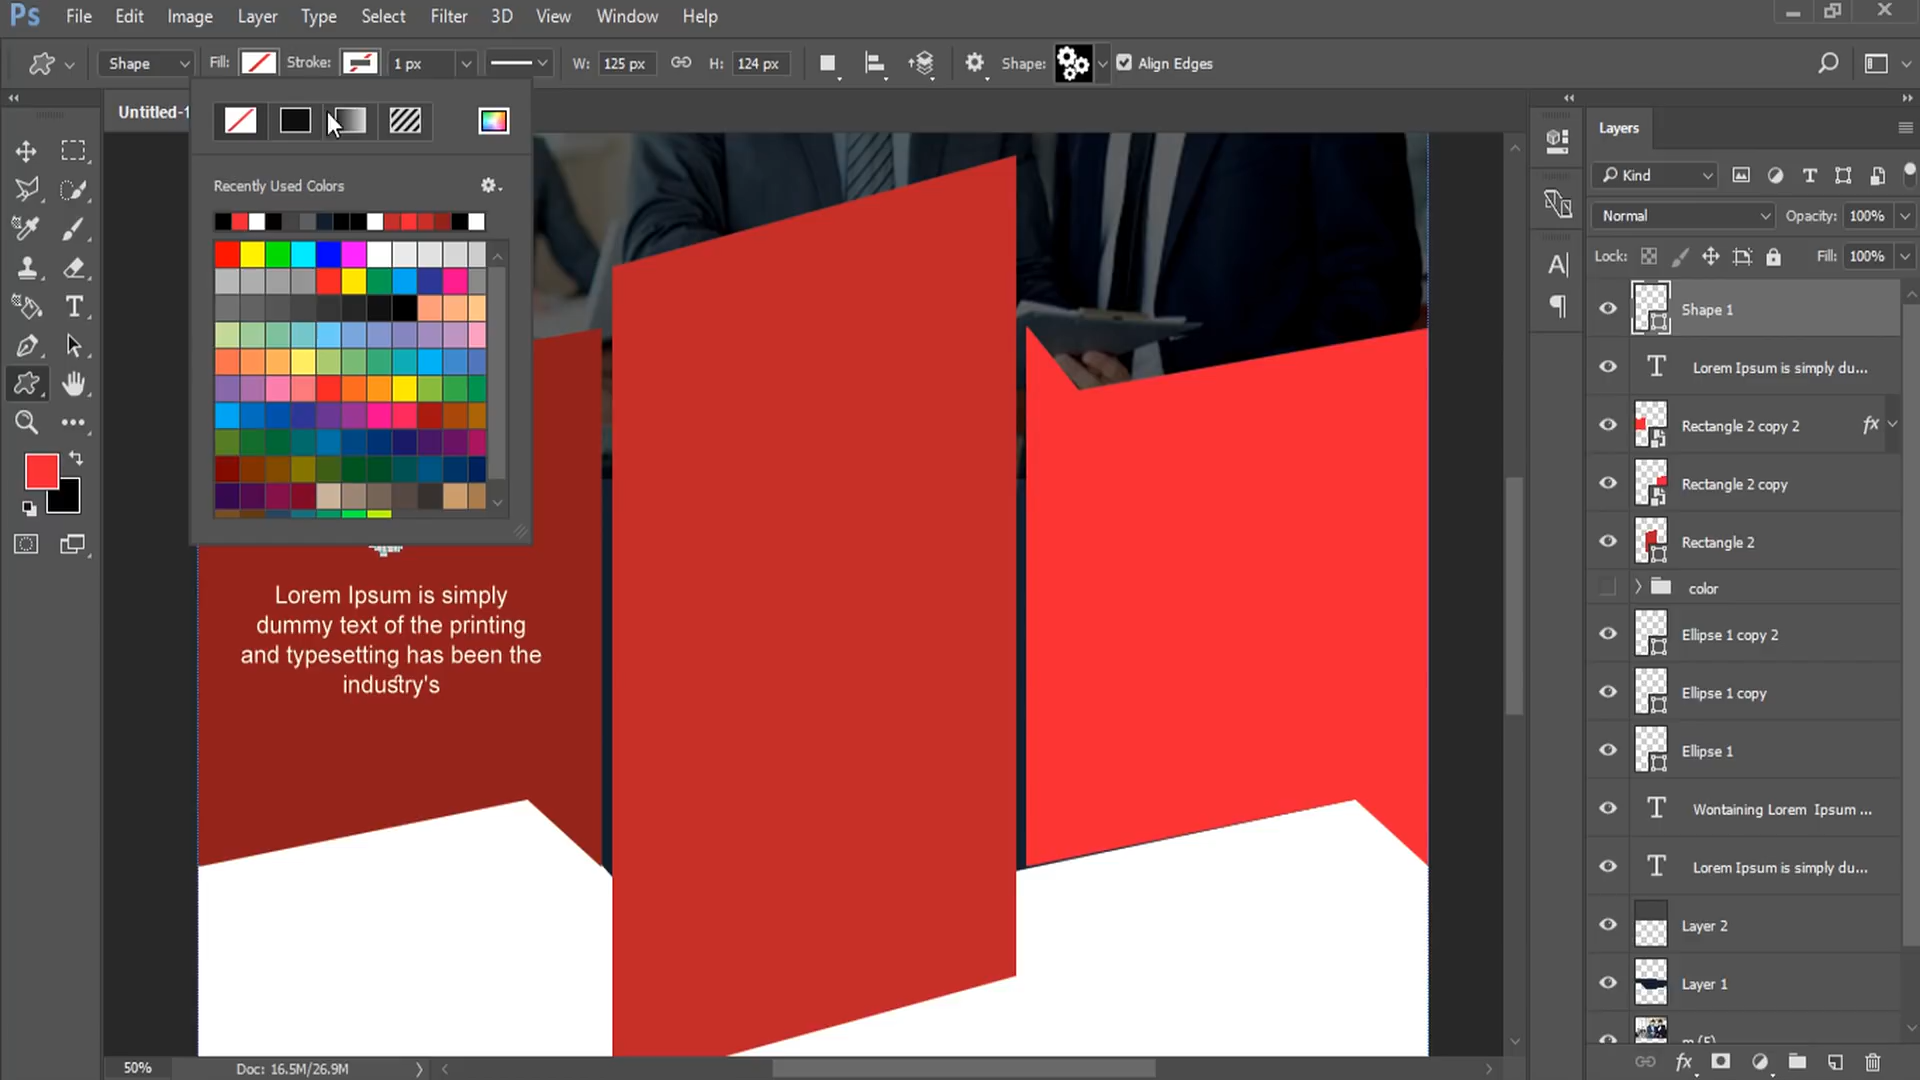 Ps File Edit Image Layer Type Select Filter 3D View Window Help
Shape Fill: Stroke: 1 px W: 125 px H: 124 px Shape: Align Edges
Untitled-1
Recently Used Colors
Lorem Ipsum is simply
dummy text of the printing
and typesetting has been the
industry's
50% Doc: 16.5M/26.9M
Layers
Kind
Normal Opacity: 100%
Lock: Fill: 100%
Shape 1
T Lorem Ipsum is simply du...
Rectangle 2 copy 2 fx
Rectangle 2 copy
Rectangle 2
color
Ellipse 1 copy 2
Ellipse 1 copy
Ellipse 1
T Wontaining Lorem Ipsum ...
T Lorem Ipsum is simply du...
Layer 2
Layer 1
fx